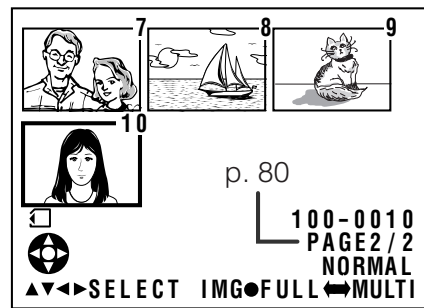 7 8 9
10
p. 80
100-0010
PAGE2/2
NORMAL
▲▼◀▶SELECT IMG●FULL⬌MULTI